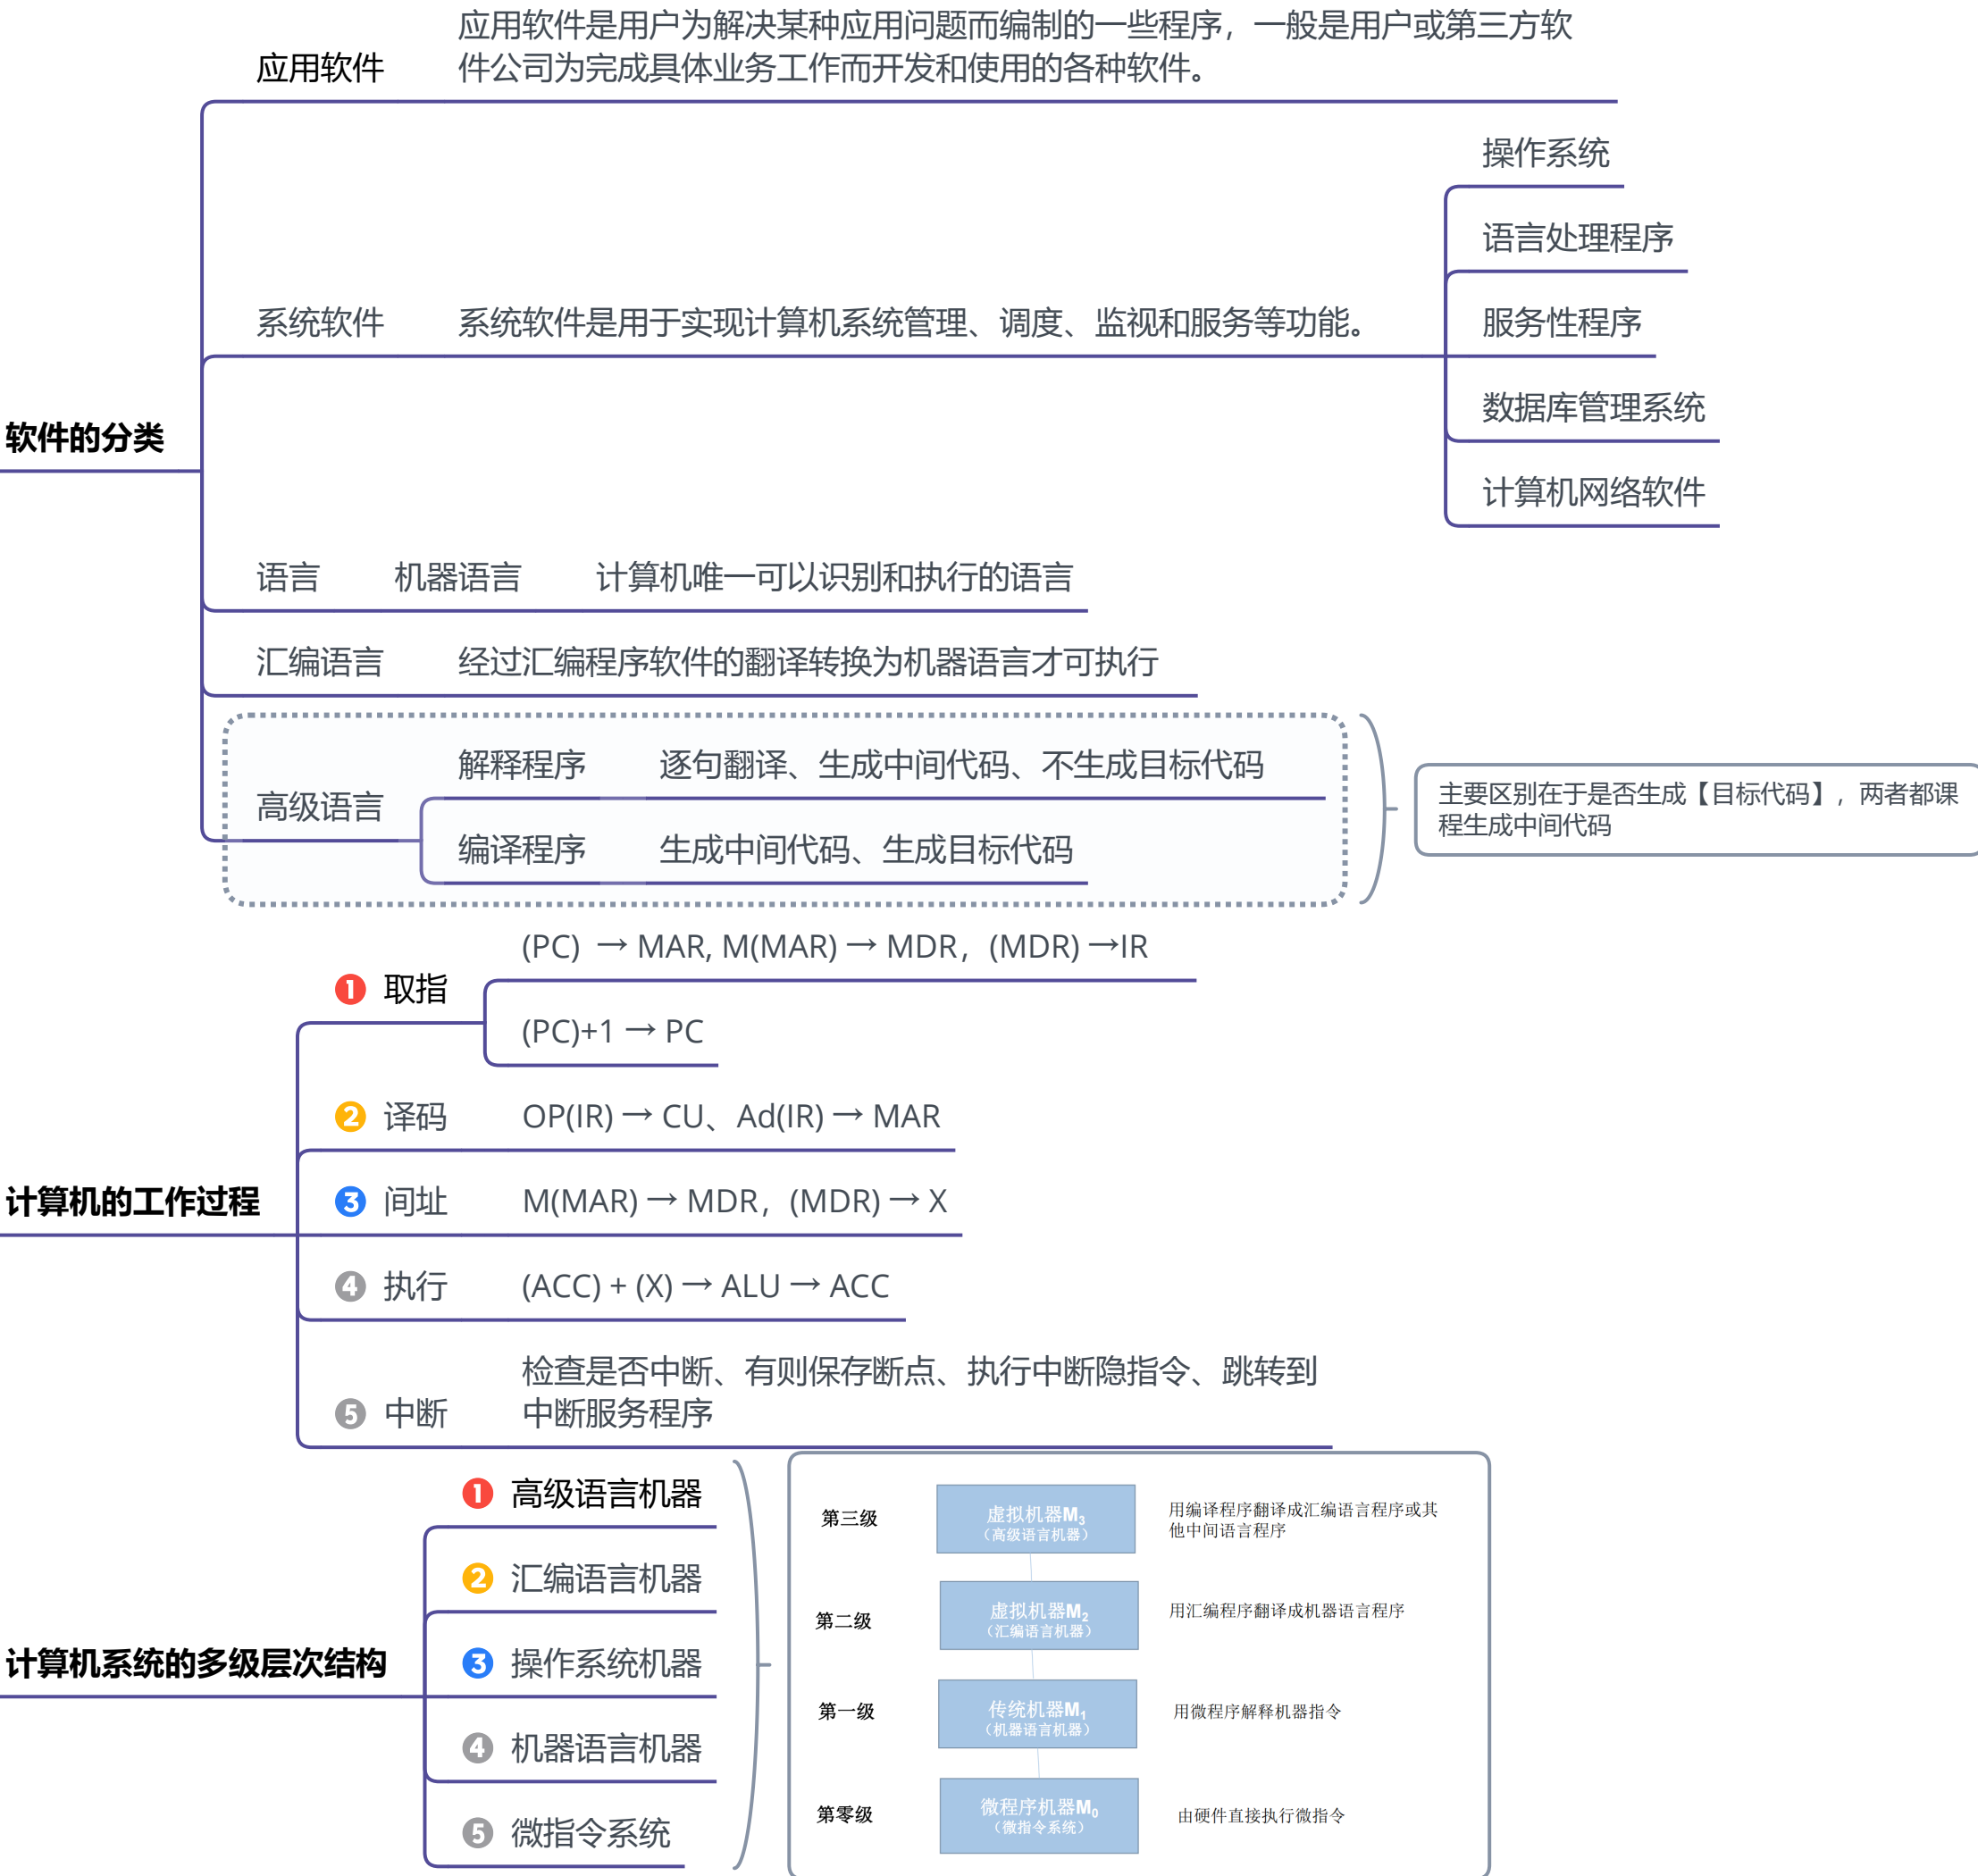 应用软件是用户为解决某种应用问题而编制的一些程序，一般是用户或第三方软
应用软件
件公司为完成具体业务工作而开发和使用的各种软件。
操作系统
语言处理程序
系统软件
系统软件是用于实现计算机系统管理、调度、监视和服务等功能。
服务性程序
数据库管理系统
软件的分类
计算机网络软件
语言
机器语言
计算机唯一可以识别和执行的语言
汇编语言
经过汇编程序软件的翻译转换为机器语言才可执行
高级语言
解释程序
逐句翻译、生成中间代码、不生成目标代码
编译程序
生成中间代码、生成目标代码
主要区别在于是否生成【目标代码】，两者都课
程生成中间代码
计算机的工作过程
1 取指
(PC) → MAR, M(MAR) → MDR，(MDR) →IR
(PC)+1 → PC
2 译码
OP(IR) → CU、Ad(IR) → MAR
3 间址
M(MAR) → MDR，(MDR) → X
4 执行
(ACC) + (X) → ALU → ACC
5 中断
检查是否中断、有则保存断点、执行中断隐指令、跳转到
中断服务程序
计算机系统的多级层次结构
1 高级语言机器
2 汇编语言机器
3 操作系统机器
4 机器语言机器
5 微指令系统
第三级
虚拟机器M3
（高级语言机器）
用编译程序翻译成汇编语言程序或其
他中间语言程序
第二级
虚拟机器M2
（汇编语言机器）
用汇编程序翻译成机器语言程序
第一级
传统机器M1
（机器语言机器）
用微程序解释机器指令
第零级
微程序机器M0
（微指令系统）
由硬件直接执行微指令